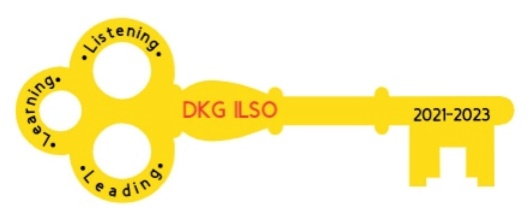 ·Listening·
·Learning·
·Leading·
DKG ILSO
2021-2023